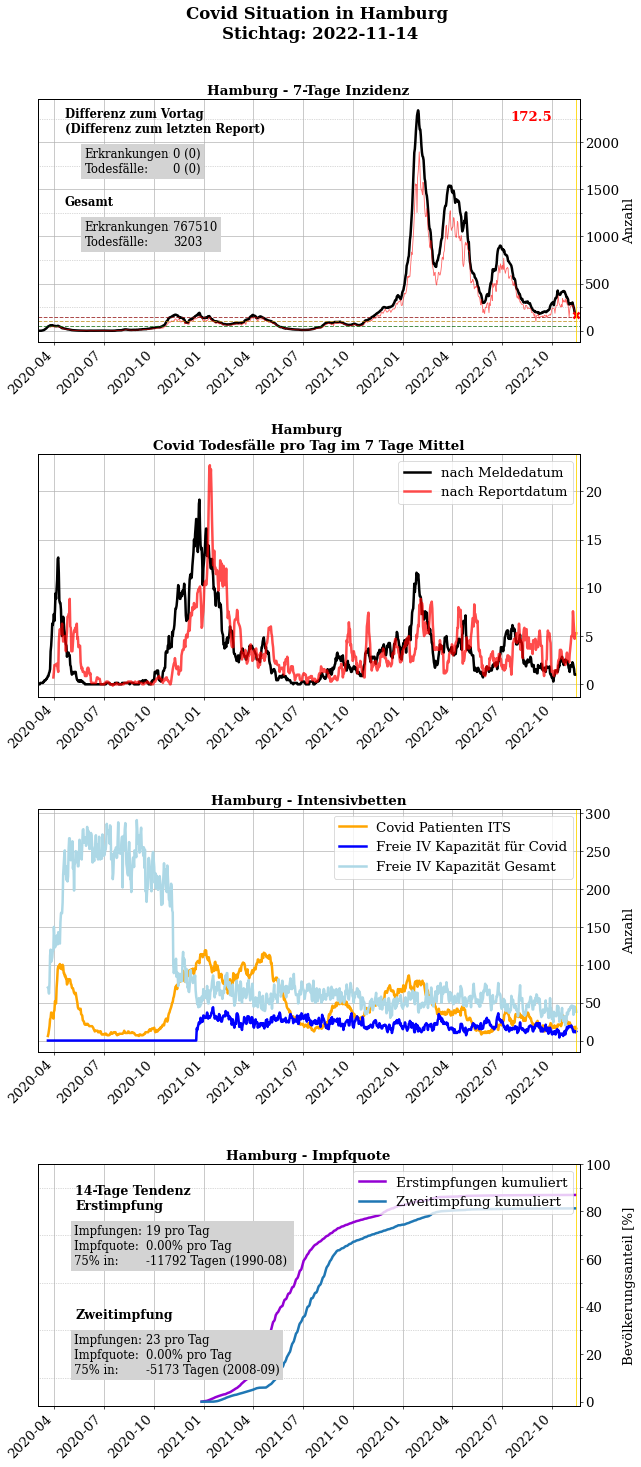 Covid Situation in Hamburg
Stichtag: 2022-11-14
Hamburg - 7-Tage Inzidenz
Differenz zum Vortag
(Differenz zum letzten Report)
Erkrankungen 0 (0)
Todesfälle: 0 (0)
Gesamt
Erkrankungen 767510
Todesfälle: 3203
172.5
2000
1500
1000
500
0
Anzahl
2020-04
2020-07
2020-10
2021-01
2021-04
2021-07
2021-10
2022-01
2022-04
2022-07
2022-10
Hamburg
Covid Todesfälle pro Tag im 7 Tage Mittel
nach Meldedatum
nach Reportdatum
20
15
10
5
0
2020-04
2020-07
2020-10
2021-01
2021-04
2021-07
2021-10
2022-01
2022-04
2022-07
2022-10
Hamburg - Intensivbetten
Covid Patienten ITS
Freie IV Kapazität für Covid
Freie IV Kapazität Gesamt
300
250
200
150
100
50
0
Anzahl
2020-04
2020-07
2020-10
2021-01
2021-04
2021-07
2021-10
2022-01
2022-04
2022-07
2022-10
Hamburg - Impfquote
14-Tage Tendenz
Erstimpfung
Impfungen: 19 pro Tag
Impfquote: 0.00% pro Tag
75% in: -11792 Tagen (1990-08)
Zweitimpfung
Impfungen: 23 pro Tag
Impfquote: 0.00% pro Tag
75% in: -5173 Tagen (2008-09)
Erstimpfungen kumuliert
Zweitimpfung kumuliert
100
80
60
40
20
0
Bevölkerungsanteil [%]
2020-04
2020-07
2020-10
2021-01
2021-04
2021-07
2021-10
2022-01
2022-04
2022-07
2022-10